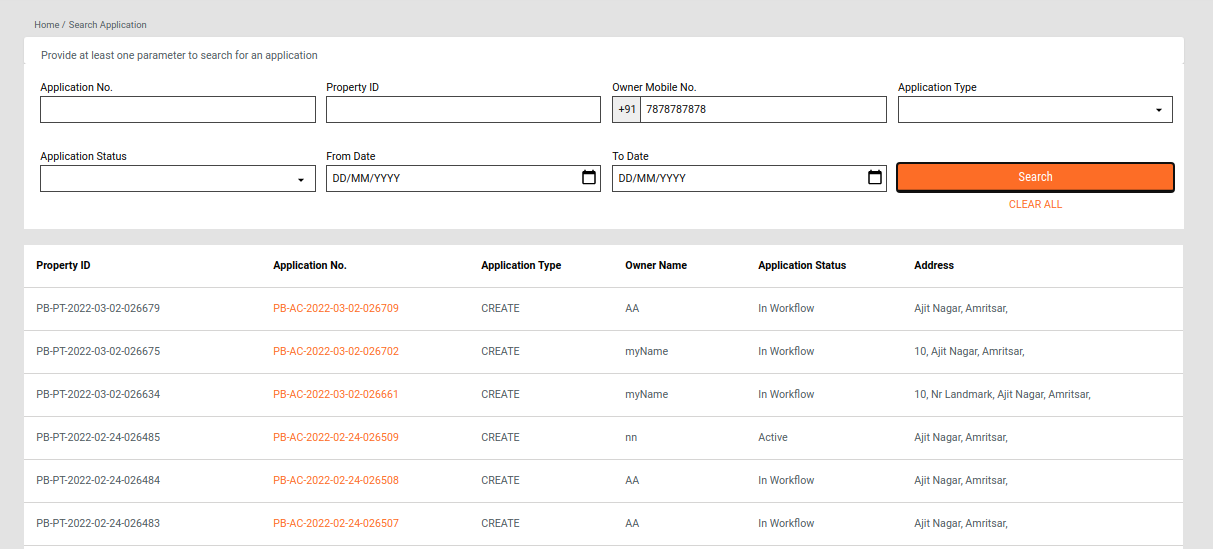 Home / Search Application
Provide at least one parameter to search for an application
Application No. Property ID Owner Mobile No. Application Type
+91 7878787878
Application Status From Date To Date
DD/MM/YYYY DD/MM/YYYY Search
CLEAR ALL
Property ID Application No. Application Type Owner Name Application Status Address
PB-PT-2022-03-02-026679 PB-AC-2022-03-02-026709 CREATE AA In Workflow Ajit Nagar, Amritsar,
PB-PT-2022-03-02-026675 PB-AC-2022-03-02-026702 CREATE myName In Workflow 10, Ajit Nagar, Amritsar,
PB-PT-2022-03-02-026634 PB-AC-2022-03-02-026661 CREATE myName In Workflow 10, Nr Landmark, Ajit Nagar, Amritsar,
PB-PT-2022-02-24-026485 PB-AC-2022-02-24-026509 CREATE nn Active Ajit Nagar, Amritsar,
PB-PT-2022-02-24-026484 PB-AC-2022-02-24-026508 CREATE AA In Workflow Ajit Nagar, Amritsar,
PB-PT-2022-02-24-026483 PB-AC-2022-02-24-026507 CREATE AA In Workflow Ajit Nagar, Amritsar,